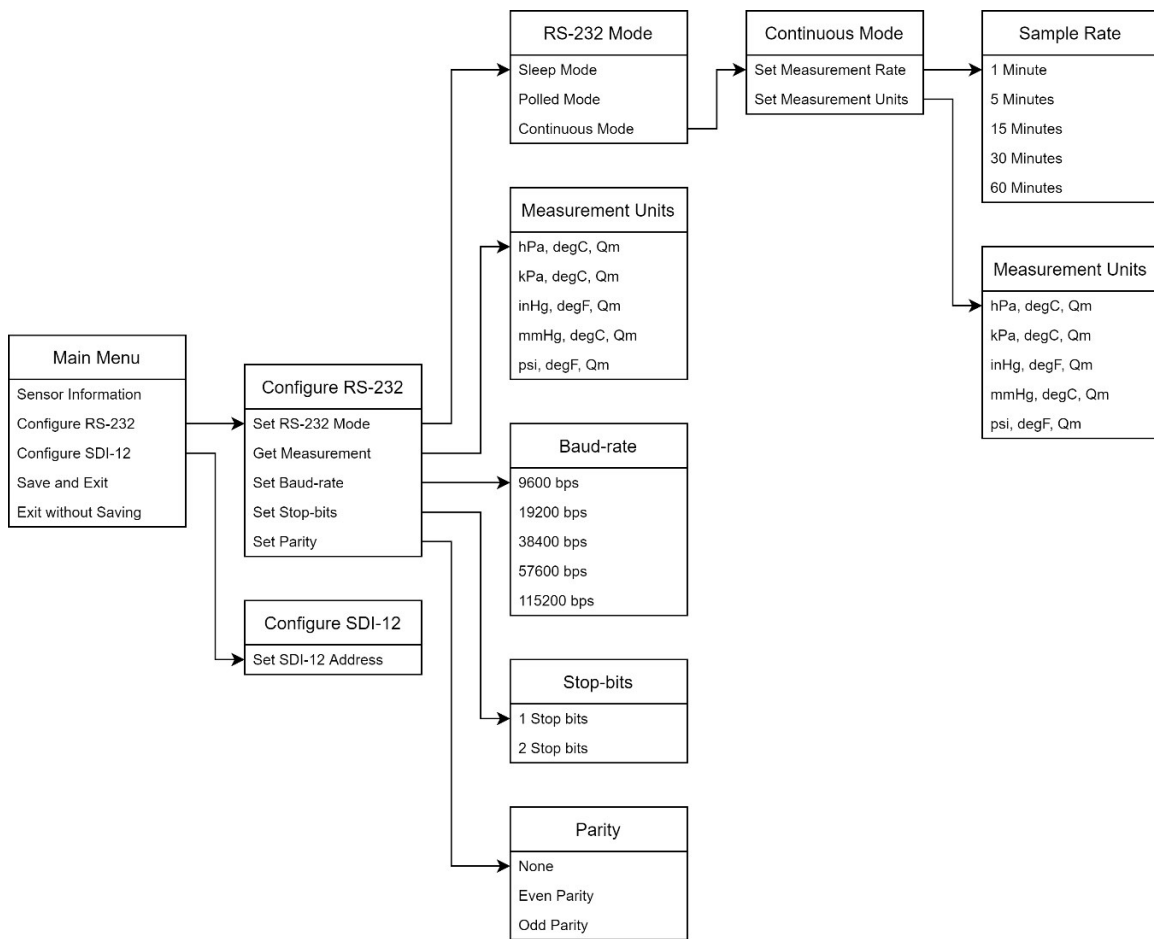 Main Menu
Sensor Information
Configure RS-232
Configure SDI-12
Save and Exit
Exit without Saving
Configure RS-232
Set RS-232 Mode
Get Measurement
Set Baud-rate
Set Stop-bits
Set Parity
Configure SDI-12
Set SDI-12 Address
RS-232 Mode
Sleep Mode
Polled Mode
Continuous Mode
Measurement Units
hPa, degC, Qm
kPa, degC, Qm
inHg, degF, Qm
mmHg, degC, Qm
psi, degF, Qm
Baud-rate
9600 bps
19200 bps
38400 bps
57600 bps
115200 bps
Stop-bits
1 Stop bits
2 Stop bits
Parity
None
Even Parity
Odd Parity
Continuous Mode
Set Measurement Rate
Set Measurement Units
Sample Rate
1 Minute
5 Minutes
15 Minutes
30 Minutes
60 Minutes
Measurement Units
hPa, degC, Qm
kPa, degC, Qm
inHg, degF, Qm
mmHg, degC, Qm
psi, degF, Qm